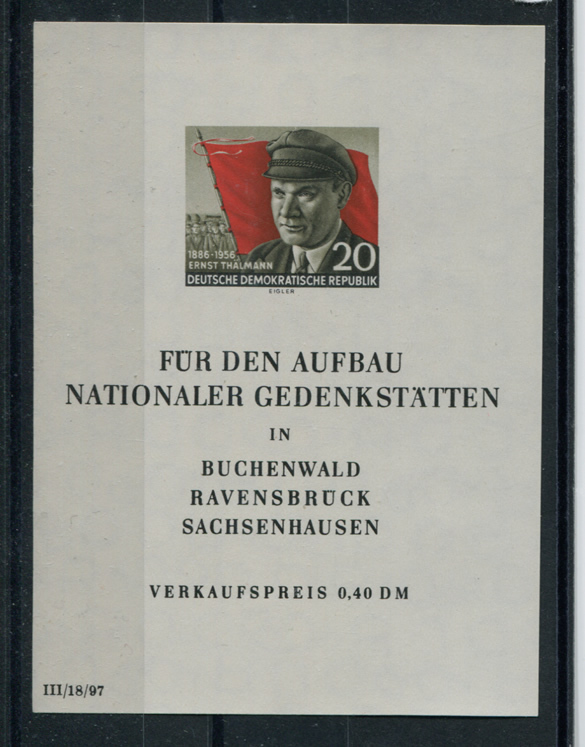 1886-1956
ERNST THÄLMANN
20
DEUTSCHE DEMOKRATISCHE REPUBLIK
EIGLER
FÜR DEN AUFBAU
NATIONALER GEDENKSTÄTTEN
IN
BUCHENWALD
RAVENSBRÜCK
SACHSENHAUSEN
VERKAUFSPREIS 0,40 DM
III/18/97